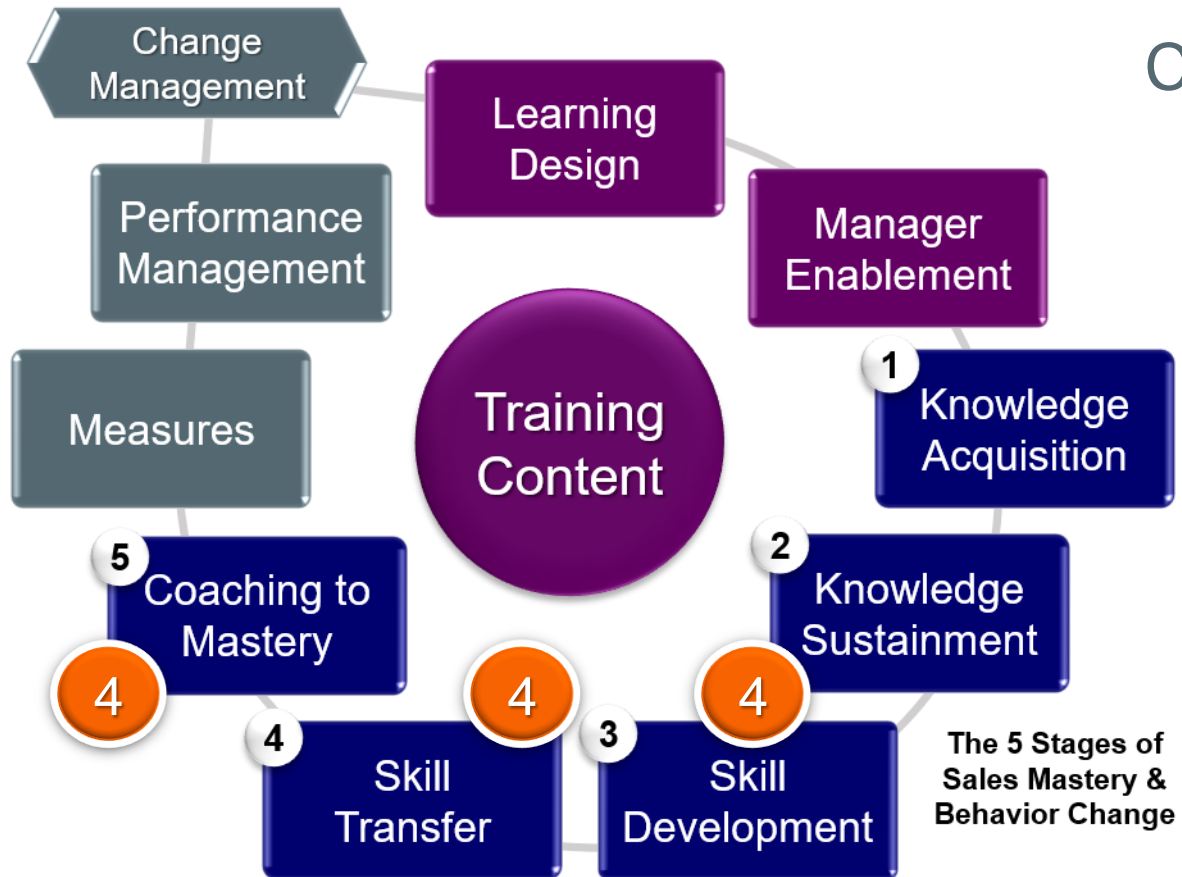 Change
Management
C
Learning
Design
Manager
Enablement
Performance
Management
1
Knowledge
Acquisition
Training
Content
Measures
2
Knowledge
Sustainment
5
Coaching to
Mastery
4
4
4
3
Skill
Development
4
Skill
Transfer
The 5 Stages of
Sales Mastery &
Behavior Change